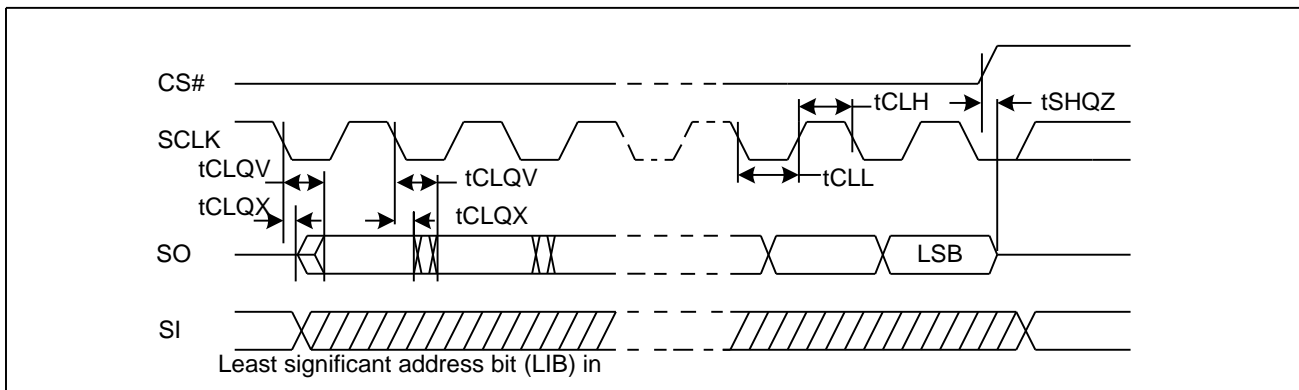 CS#
tCLH
tSHQZ
SCLK
tCLQV
tCLQV
tCLL
tCLQX
tCLQX
SO
LSB
SI
Least significant address bit (LIB) in